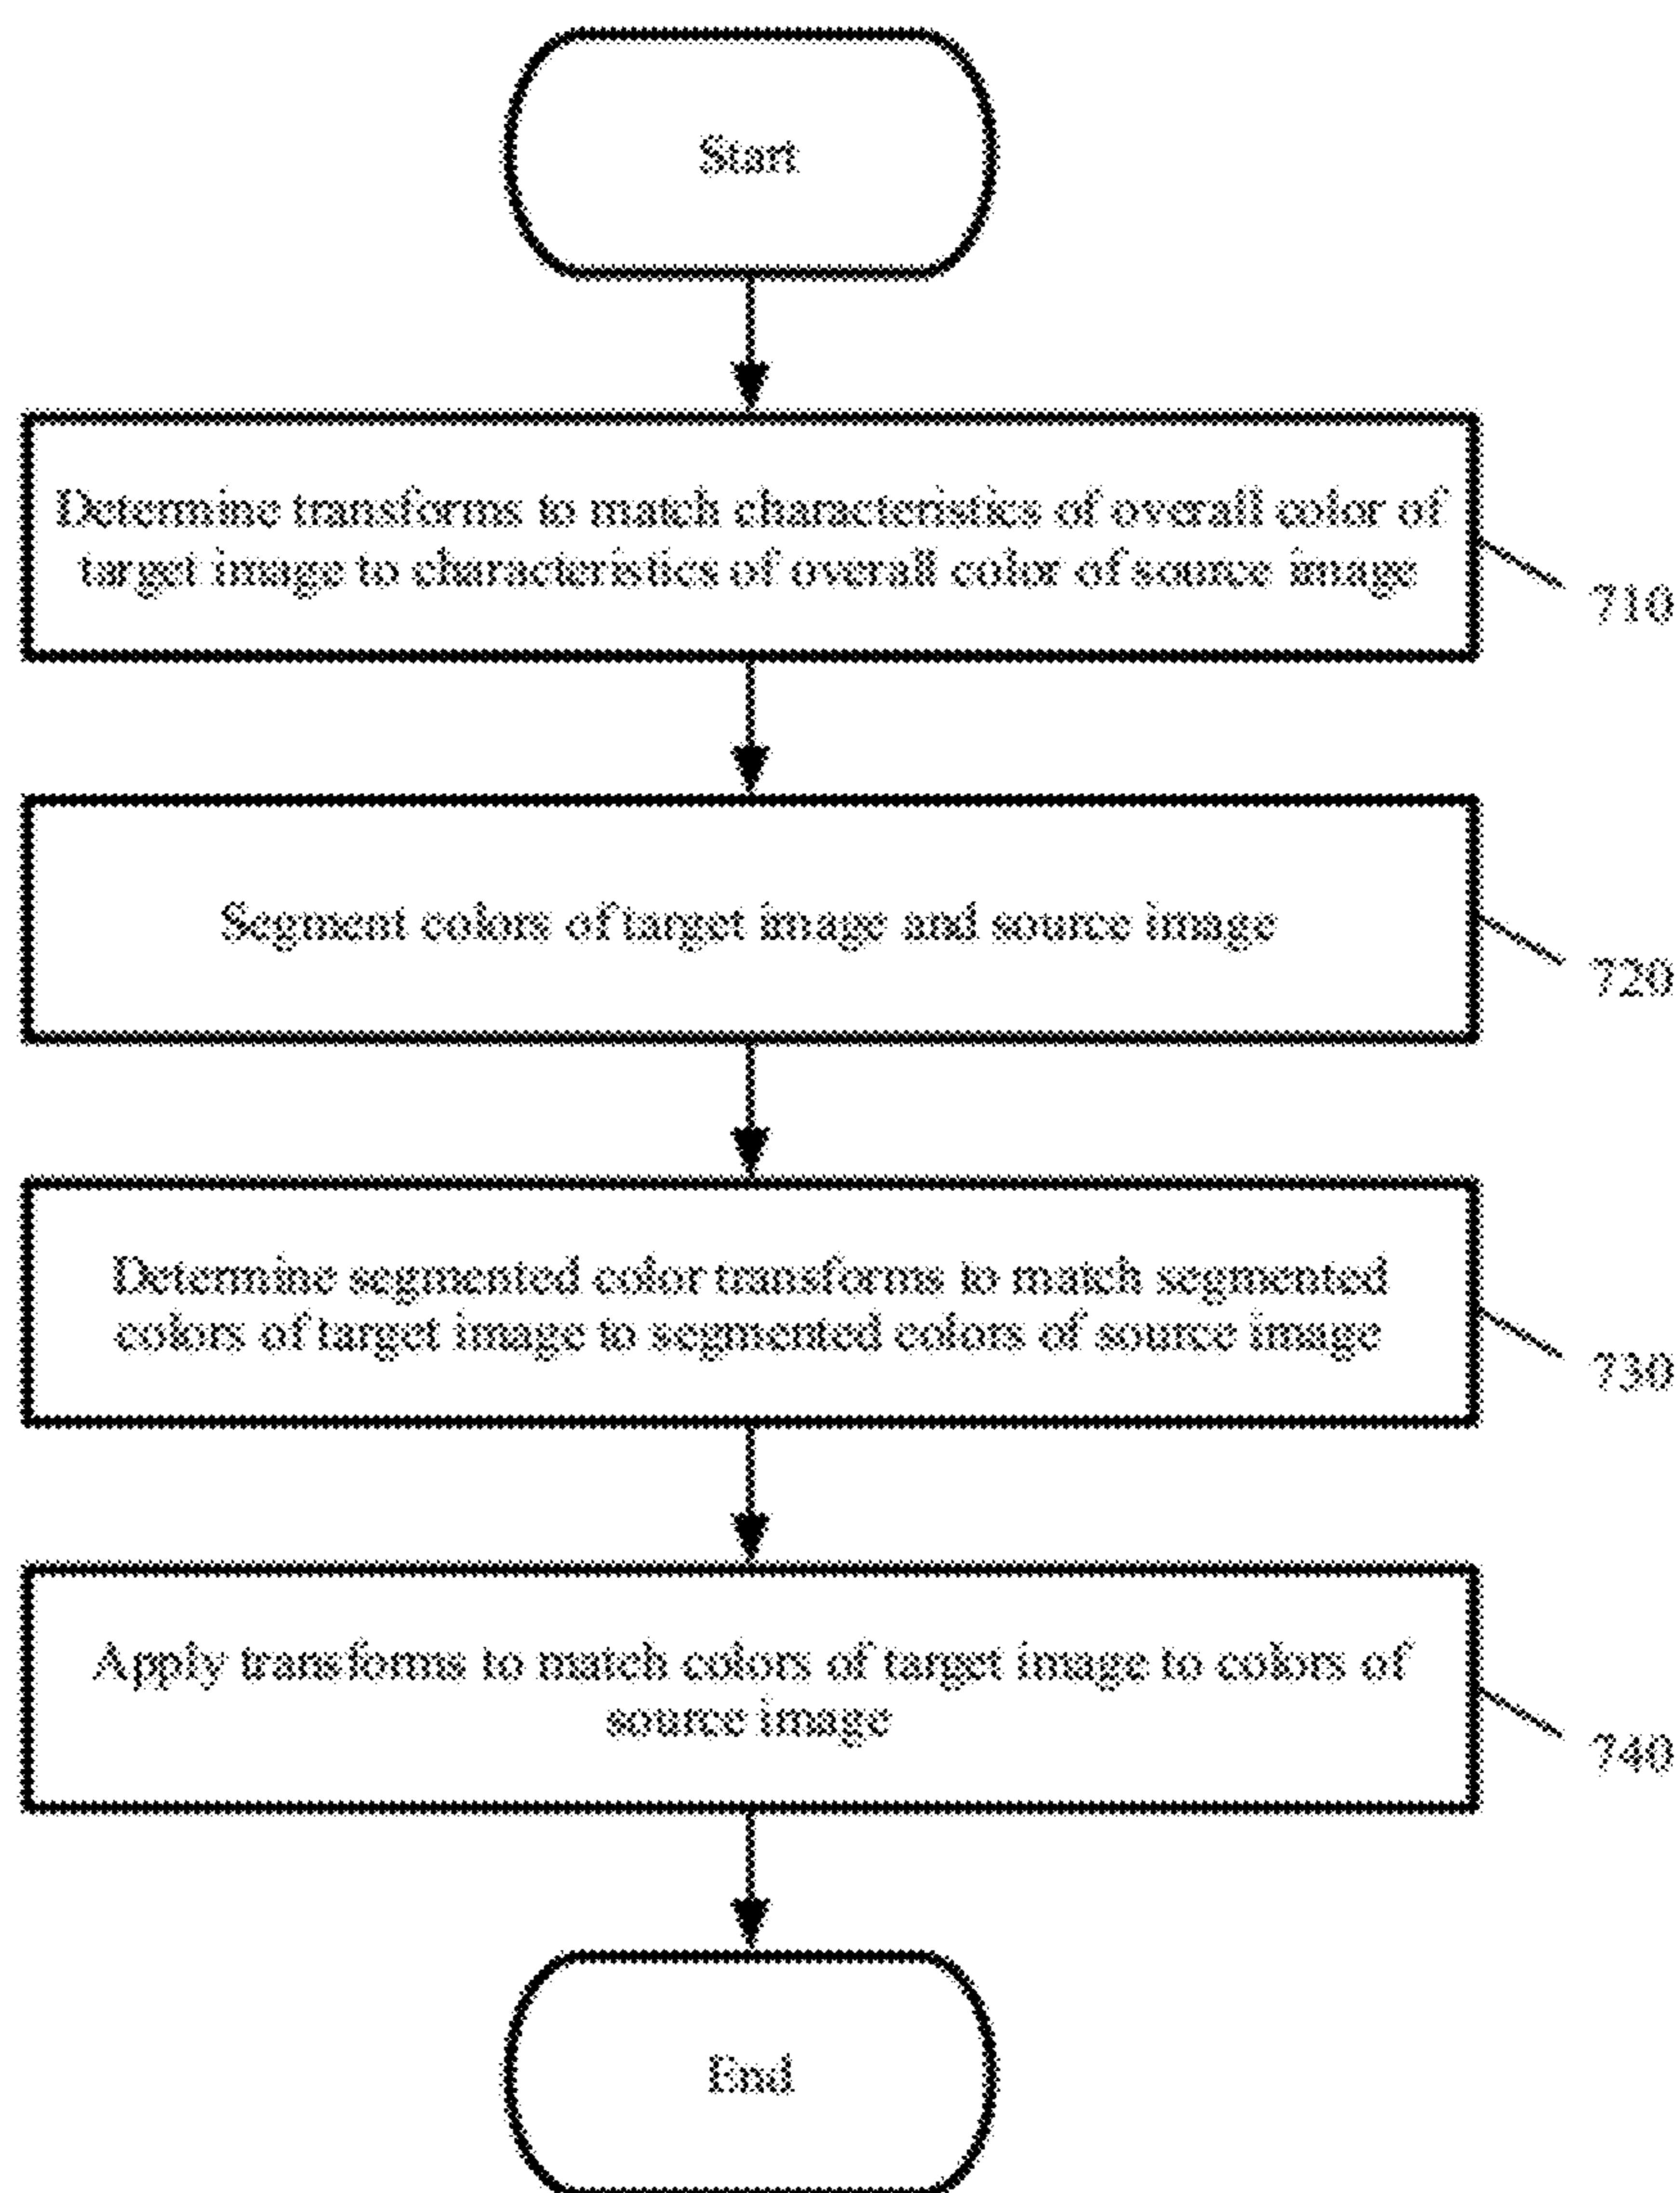 Start
Determine transforms to match characteristics of overall color of
target image to characteristics of overall color of source image
710
Segment colors of target image and source image
720
Determine segmented color transforms to match segmented
colors of target image to segmented colors of source image
730
Apply transforms to match colors of target image to colors of
source image
740
End